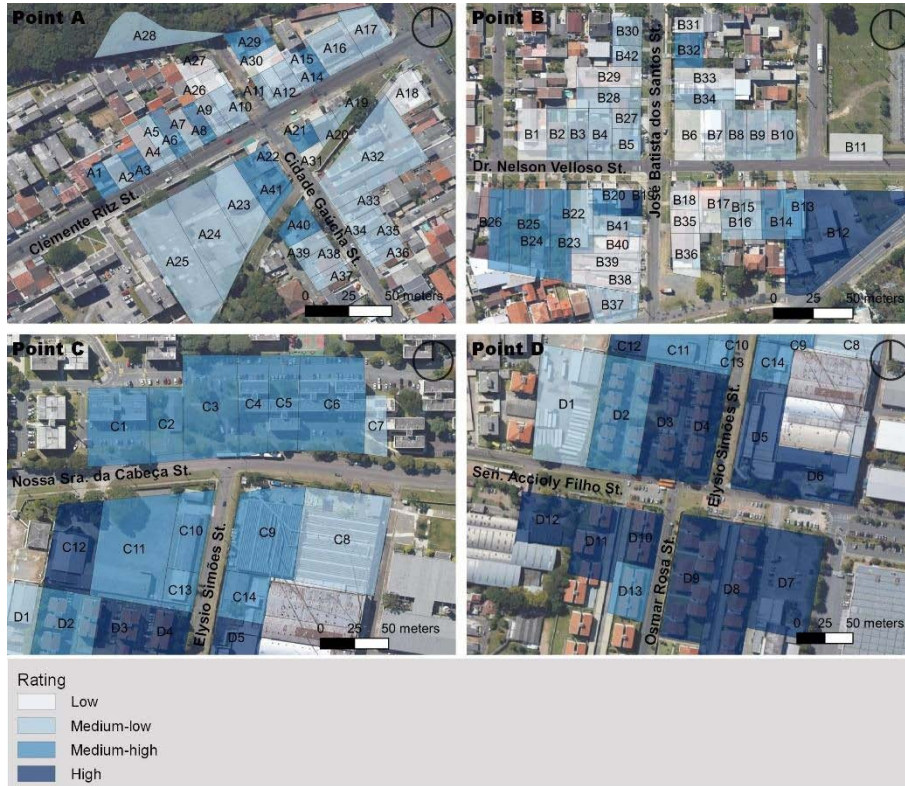 Point A
A28
A29
A17
A16
A30
A15
A27
A14
A26
A12
A11
A9
A10
A7
A8
A5
A6
A4
A3
A2
A1
A18
A19
A20
A21
A31
A22
A32
A41
A23
A24
A25
A33
A40
A34
A35
A39
A38
A36
A37
Clemente Ritz St.
Cidade Gaúcha St.
0 25 50 meters
Point B
B30
B31
B42
B32
B29
B33
B28
B34
B27
B1
B2
B3
B4
B5
B6
B7
B8
B9
B10
B11
Dr. Nelson Velloso St.
José Batista dos Santos St.
B20
B18
B17
B15
B13
B26
B25
B22
B16
B14
B12
B24
B23
B41
B35
B40
B39
B36
B38
B37
0 25 50 meters
Point C
C1
C2
C3
C4
C5
C6
C7
Nossa Sra. da Cabeça St.
Elysio Simões St.
C12
C11
C10
C9
C8
C13
C14
D1
D2
D3
D4
D5
0 25 50 meters
Point D
C12
C11
C10
C9
C8
C13
C14
D1
D2
D3
D4
D5
D6
Elysio Simões St.
Sen. Accioly Filho St.
D12
D11
D10
D13
D9
D8
D7
Osmar Rosa St.
0 25 50 meters
Rating
Low
Medium-low
Medium-high
High